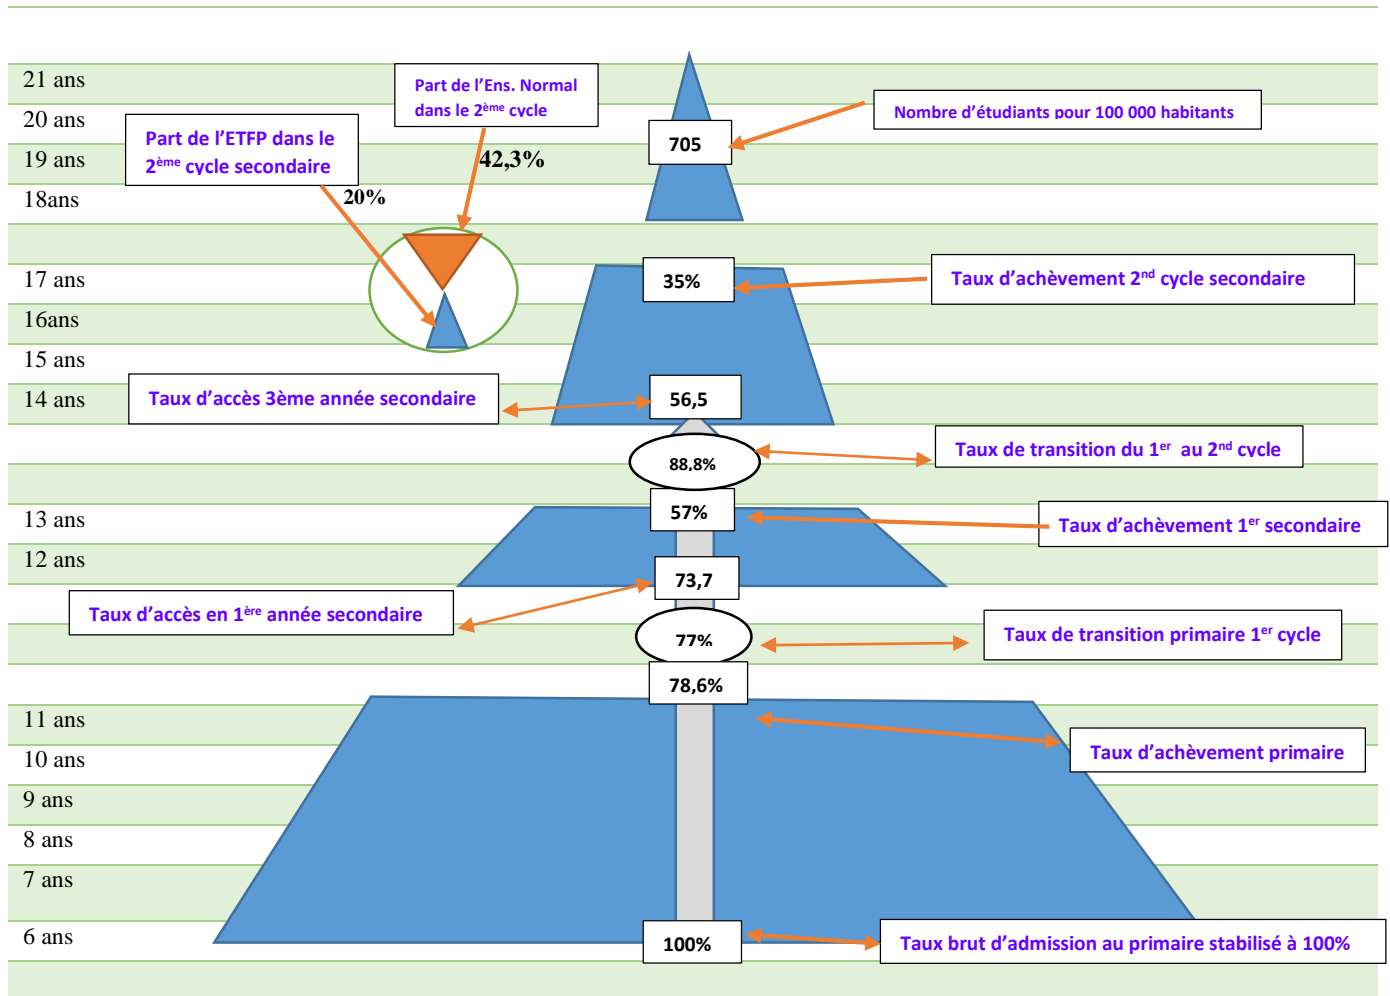 21 ans
Part de l’Ens. Normal
dans le 2ème cycle
Nombre d’étudiants pour 100 000 habitants
20 ans
Part de l’ETFP dans le
2ème cycle secondaire
42,3%
705
19 ans
20%
18ans
17 ans
35%
Taux d’achèvement 2nd cycle secondaire
16ans
15 ans
14 ans
Taux d’accès 3ème année secondaire
56,5
Taux de transition du 1er au 2nd cycle
88,8%
13 ans
57%
Taux d’achèvement 1er secondaire
12 ans
73,7
Taux d’accès en 1ère année secondaire
Taux de transition primaire 1er cycle
77%
78,6%
11 ans
Taux d’achèvement primaire
10 ans
9 ans
8 ans
7 ans
6 ans
100%
Taux brut d’admission au primaire stabilisé à 100%